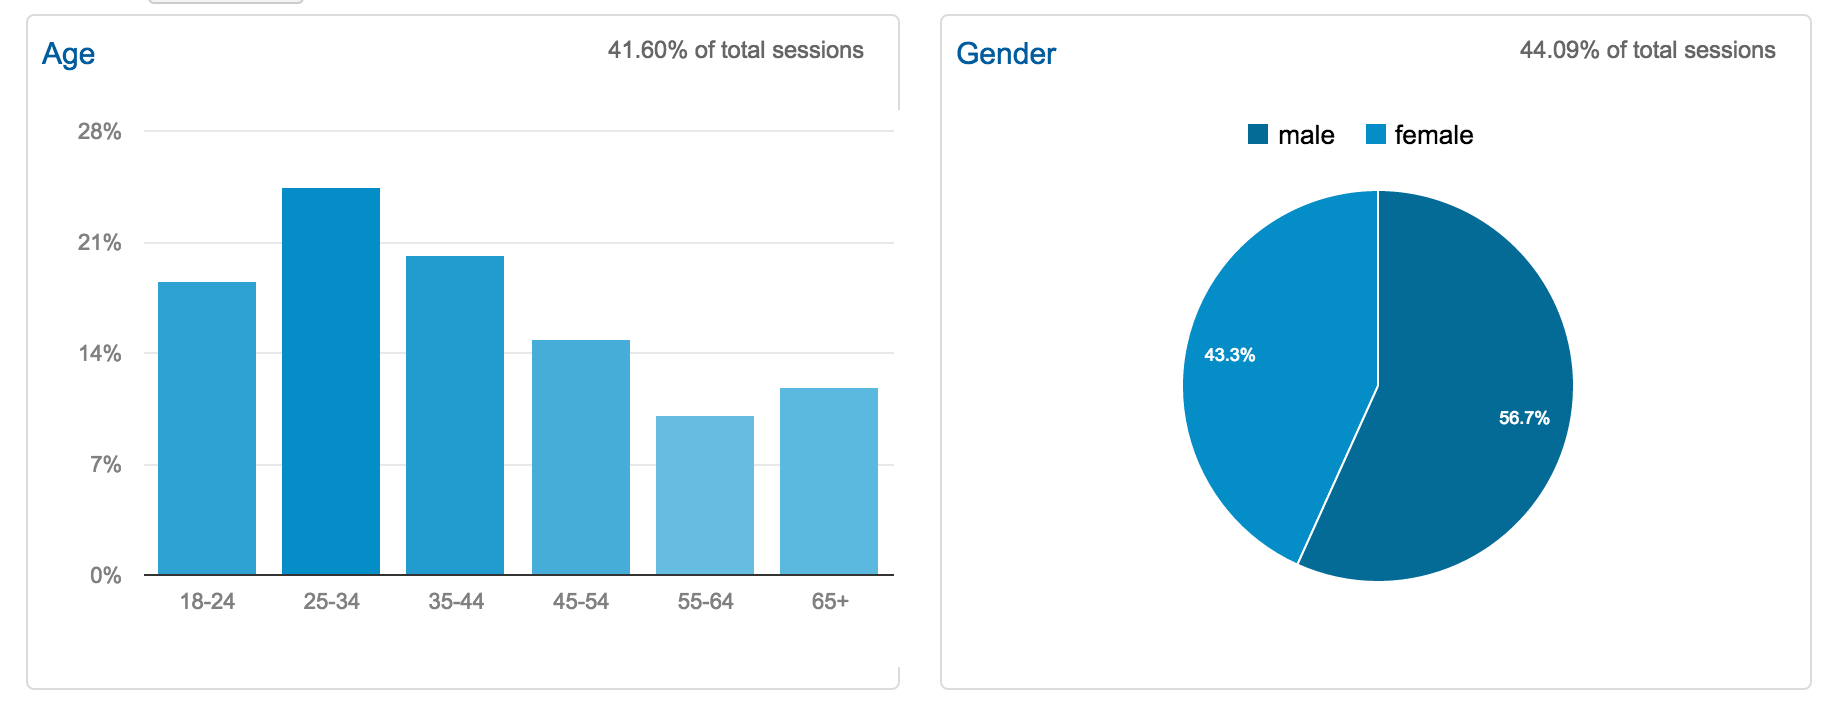 Age
41.60% of total sessions
28%
21%
14%
7%
0%
18-24
25-34
35-44
45-54
55-64
65+
Gender
44.09% of total sessions
male
female
43.3%
56.7%